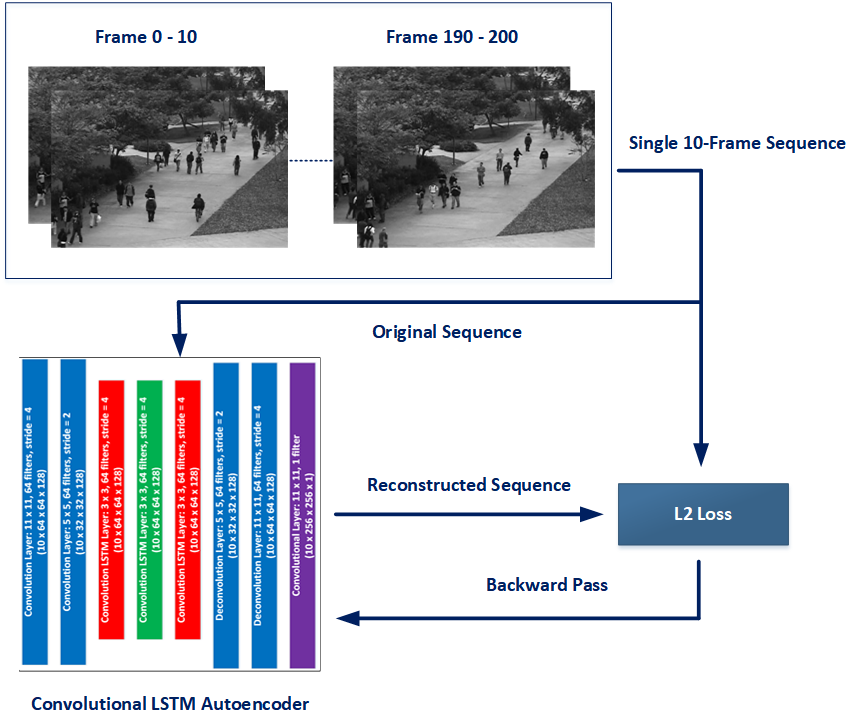 Frame 0 - 10
Frame 190 - 200
Single 10-Frame Sequence
Original Sequence
Convolution Layer: 11 x 11, 64 filters, stride = 4
(10 x 64 x 64 x 128)
Convolution Layer: 5 x 5, 64 filters, stride = 2
(10 x 32 x 32 x 128)
Convolution LSTM Layer: 3 x 3, 64 filters, stride = 4
(10 x 64 x 64 x 128)
Convolution LSTM Layer: 3 x 3, 64 filters, stride = 4
(10 x 64 x 64 x 128)
Convolution LSTM Layer: 3 x 3, 64 filters, stride = 4
(10 x 64 x 64 x 128)
Deconvolution Layer: 5 x 5, 64 filters, stride = 2
(10 x 32 x 32 x 128)
Deconvolution Layer: 11 x 11, 64 filters, stride = 4
(10 x 64 x 64 x 128)
Convolutional Layer: 11 x 11, 1 filter
(10 x 256 x 256 x 1)
Reconstructed Sequence
L2 Loss
Backward Pass
Convolutional LSTM Autoencoder